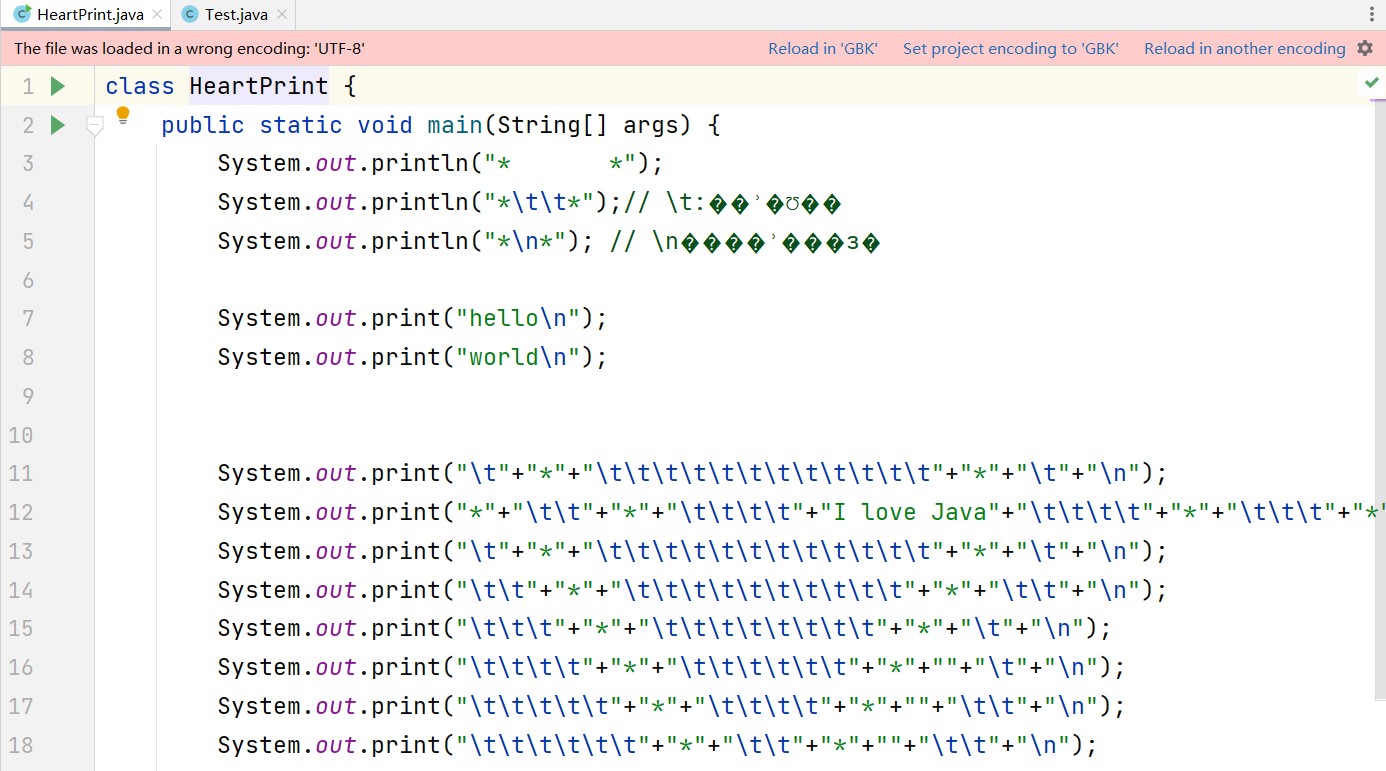 HeartPrint.java Test.java
The file was loaded in a wrong encoding: 'UTF-8' Reload in 'GBK' Set project encoding to 'GBK' Reload in another encoding
1 class HeartPrint {
2 public static void main(String[] args) {
3 System.out.println("*       *");
4 System.out.println("*\t\t*");// \t:��ʾ�Ʊ��
5 System.out.println("*\n*"); // \n����ʾ���з�
6
7 System.out.print("hello\n");
8 System.out.print("world\n");
9
10
11 System.out.print("\t"+"*"+"\t\t\t\t\t\t\t\t\t\t\t\t"+"*"+"\t"+"\n");
12 System.out.print("*"+"\t\t"+"*"+"\t\t\t\t"+"I love Java"+"\t\t\t\t"+"*"+"\t\t\t"+"*"
13 System.out.print("\t"+"*"+"\t\t\t\t\t\t\t\t\t\t\t\t"+"*"+"\t"+"\n");
14 System.out.print("\t\t"+"*"+"\t\t\t\t\t\t\t\t\t\t"+"*"+"\t\t"+"\n");
15 System.out.print("\t\t\t"+"*"+"\t\t\t\t\t\t\t\t"+"*"+"\t"+"\n");
16 System.out.print("\t\t\t\t"+"*"+"\t\t\t\t\t\t"+"*"+""+"\t"+"\n");
17 System.out.print("\t\t\t\t\t"+"*"+"\t\t\t\t"+"*"+""+"\t\t"+"\n");
18 System.out.print("\t\t\t\t\t\t"+"*"+"\t\t"+"*"+""+"\t\t"+"\n");